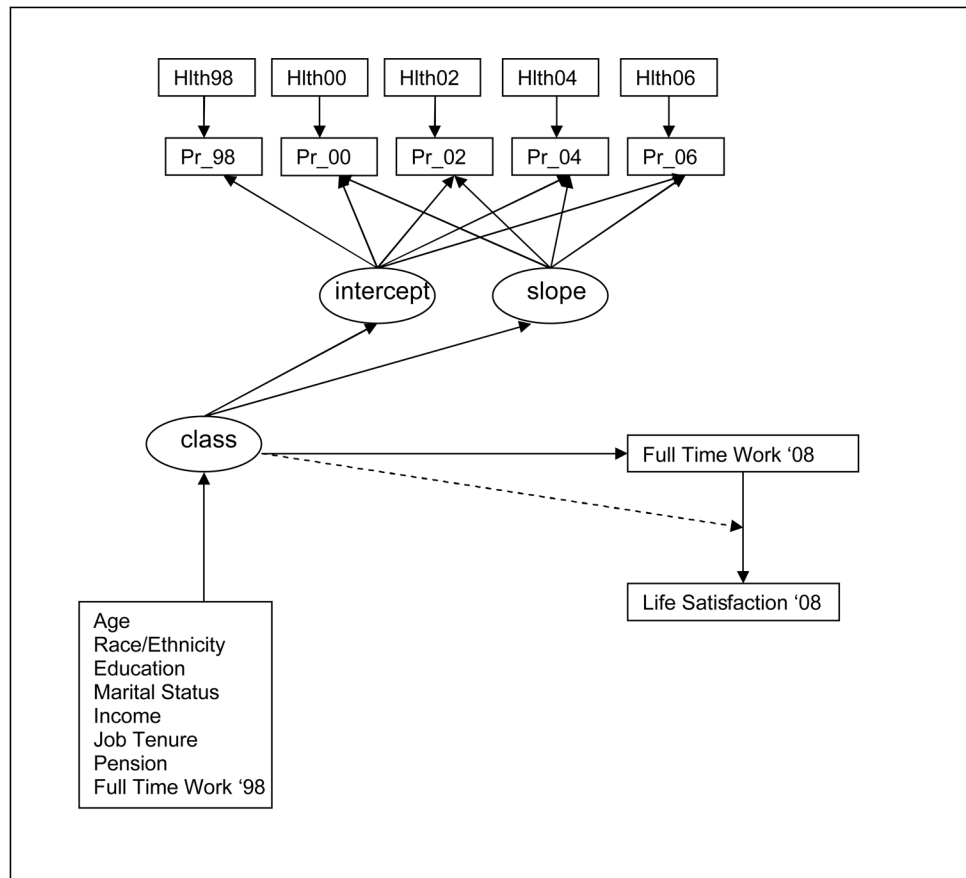 Hlth98 Hlth00 Hlth02 Hlth04 Hlth06
Pr_98 Pr_00 Pr_02 Pr_04 Pr_06
intercept slope
class
Full Time Work ‘08
Life Satisfaction ‘08
Age
Race/Ethnicity
Education
Marital Status
Income
Job Tenure
Pension
Full Time Work ‘98